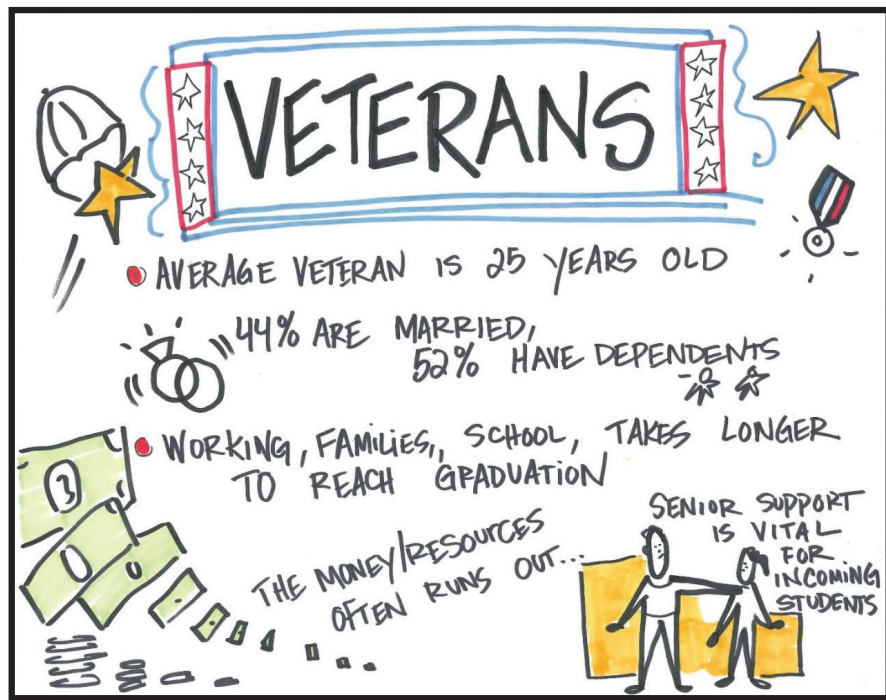 VETERANS
• AVERAGE VETERAN IS 25 YEARS OLD
44% ARE MARRIED,
52% HAVE DEPENDENTS
• WORKING, FAMILIES,, SCHOOL, TAKES LONGER
TO REACH GRADUATION
THE MONEY/RESOURCES
OFTEN RUNS OUT...
SENIOR SUPPORT
IS VITAL
FOR
INCOMING
STUDENTS